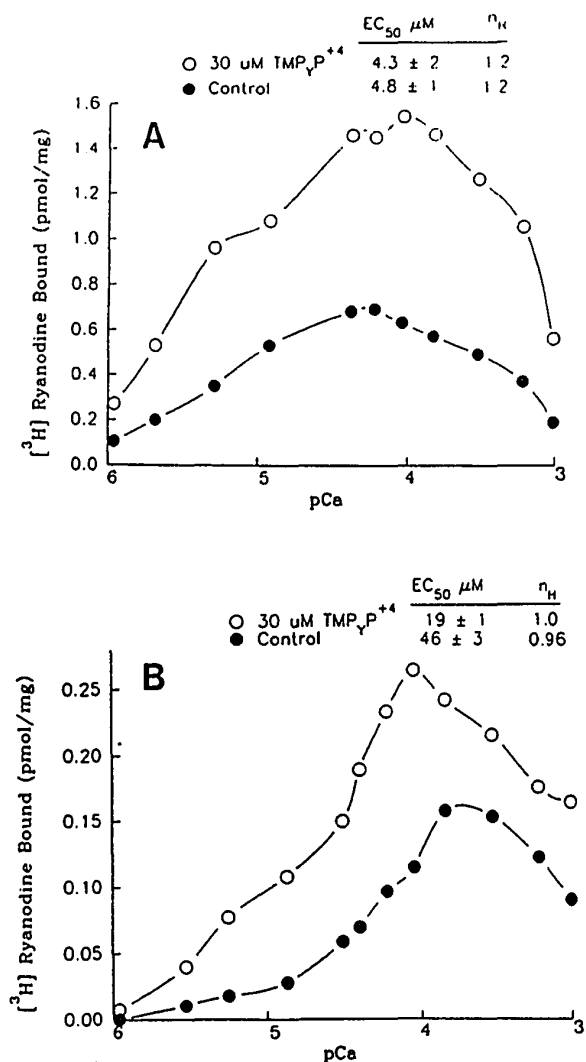 EC50 μM nH
○ 30 uM TMPγP+4 4.3 ± 2 1 2
● Control 4.8 ± 1 1 2
A
[3H] Ryanodine Bound (pmol/mg)
1.6
1.4
1.2
1.0
0.8
0.6
0.4
0.2
0.0
6 5 4 3
pCa
EC50 μM nH
○ 30 uM TMPγP+4 19 ± 1 1.0
● Control 46 ± 3 0.96
B
[3H] Ryanodine Bound (pmol/mg)
0.25
0.20
0.15
0.10
0.05
0.00
6 5 4 3
pCa